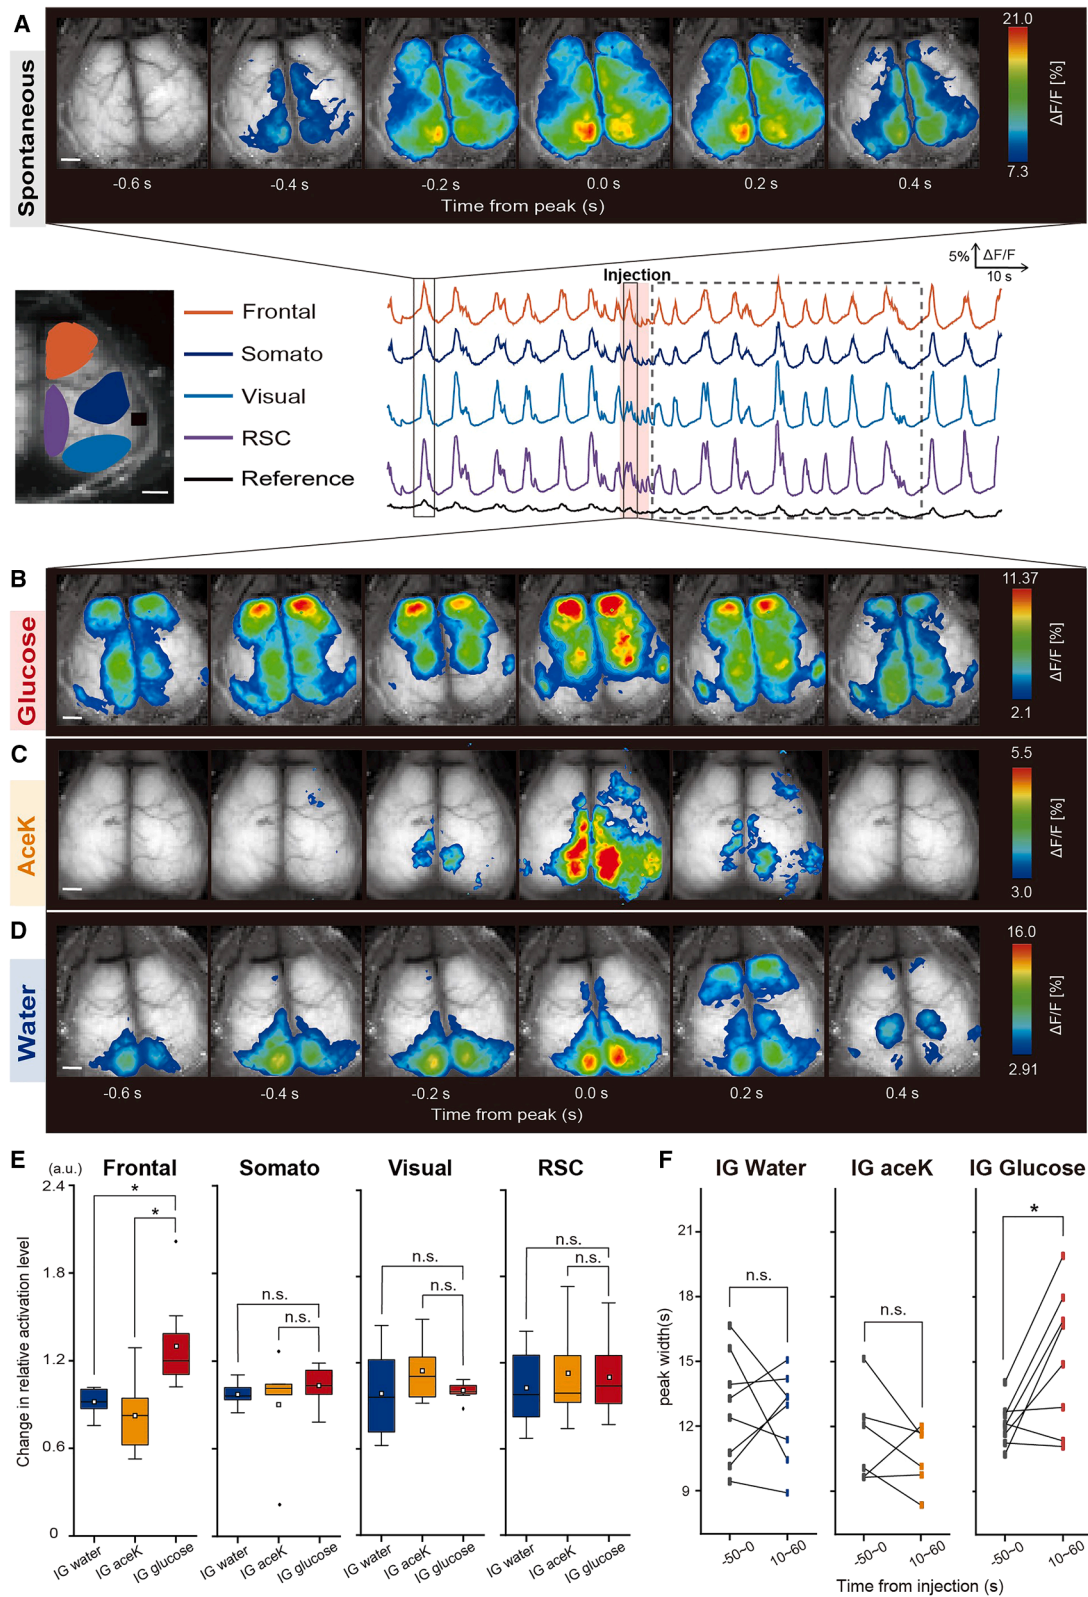 A
Spontaneous
21.0
ΔF/F [%]
7.3
-0.6 s
-0.4 s
-0.2 s
0.0 s
0.2 s
0.4 s
Time from peak (s)
5%
ΔF/F
10 s
Injection
Frontal
Somato
Visual
RSC
Reference
B
Glucose
11.37
ΔF/F [%]
2.1
C
AceK
5.5
ΔF/F [%]
3.0
D
Water
16.0
ΔF/F [%]
2.91
-0.6 s
-0.4 s
-0.2 s
0.0 s
0.2 s
0.4 s
Time from peak (s)
E
(a.u.)
Frontal
Somato
Visual
RSC
Change in relative activation level
2.4
1.8
1.2
0.6
0
*
*
n.s.
n.s.
n.s.
n.s.
n.s.
n.s.
IG water
IG aceK
IG glucose
IG water
IG aceK
IG glucose
IG water
IG aceK
IG glucose
IG water
IG aceK
IG glucose
F
IG Water
IG aceK
IG Glucose
peak width(s)
21
18
15
12
9
n.s.
n.s.
*
-50~0
10~60
-50~0
10~60
-50~0
10~60
Time from injection (s)